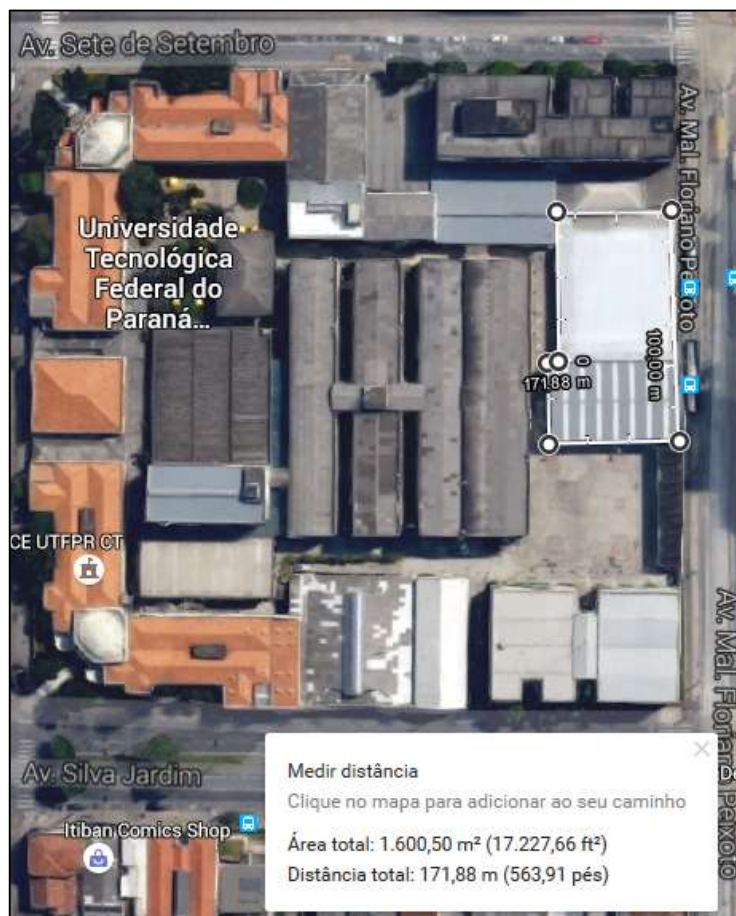 Av. Sete de Setembro
Av. Mal. Floriano Peixoto
Universidade
Tecnológica
Federal do
Paraná...
100,00 m
0 m
171,88 m
CE UTFPR CT
Av. Mal. Floriano Peixoto
Av. Silva Jardim
Itiban Comics Shop
Medir distância
Clique no mapa para adicionar ao seu caminho
Área total: 1.600,50 m² (17.227,66 ft²)
Distância total: 171,88 m (563,91 pés)